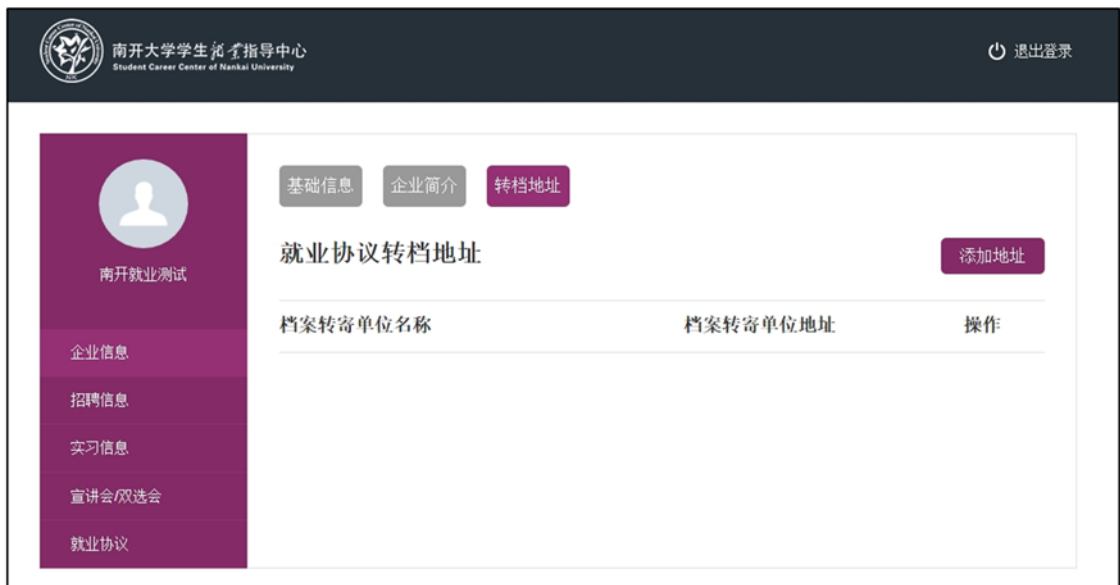 南开大学学生就业指导中心
Student Career Center of Nankai University
退出登录
南开就业测试
企业信息
招聘信息
实习信息
宣讲会/双选会
就业协议
基础信息 企业简介 转档地址
就业协议转档地址 添加地址
档案转寄单位名称 档案转寄单位地址 操作